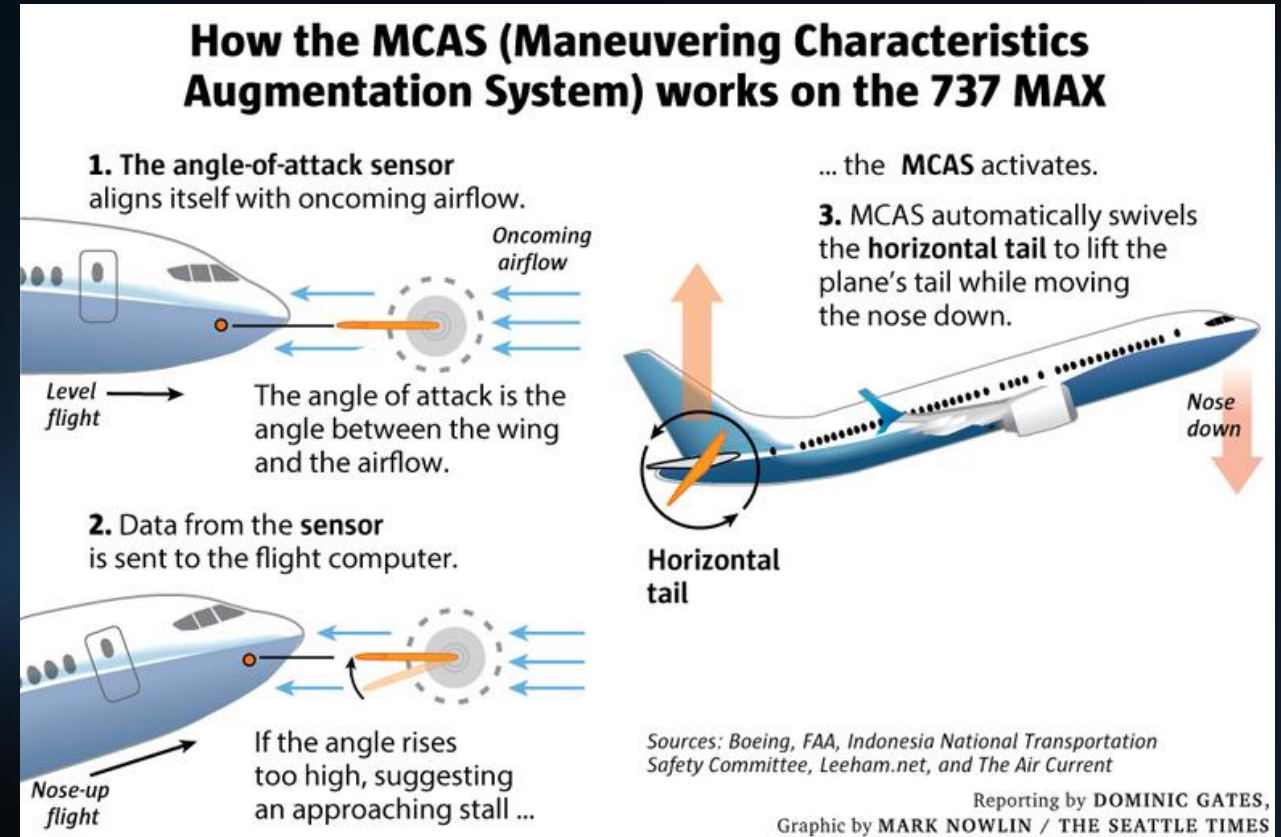 How the MCAS (Maneuvering Characteristics
Augmentation System) works on the 737 MAX
1. The angle-of-attack sensor
aligns itself with oncoming airflow.
Oncoming
airflow
Level
flight
The angle of attack is the
angle between the wing
and the airflow.
2. Data from the sensor
is sent to the flight computer.
Nose-up
flight
If the angle rises
too high, suggesting
an approaching stall ...
... the MCAS activates.
3. MCAS automatically swivels
the horizontal tail to lift the
plane's tail while moving
the nose down.
Nose
down
Horizontal
tail
Sources: Boeing, FAA, Indonesia National Transportation
Safety Committee, Leeham.net, and The Air Current
Reporting by DOMINIC GATES,
Graphic by MARK NOWLIN / THE SEATTLE TIMES